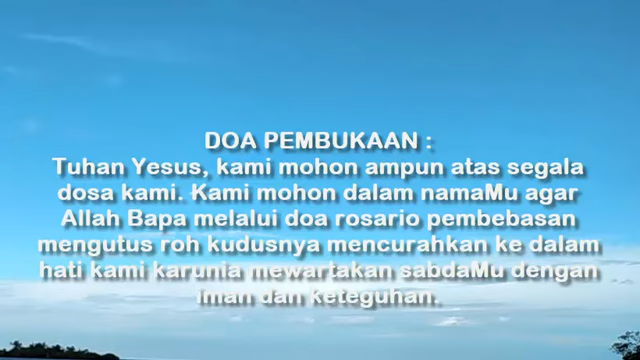 DOA PEMBUKAAN :
Tuhan Yesus, kami mohon ampun atas segala
dosa kami. Kami mohon dalam namaMu agar
Allah Bapa melalui doa rosario pembebasan
mengutus roh kudusnya mencurahkan ke dalam
hati kami karunia mewartakan sabdaMu dengan
iman dan keteguhan.